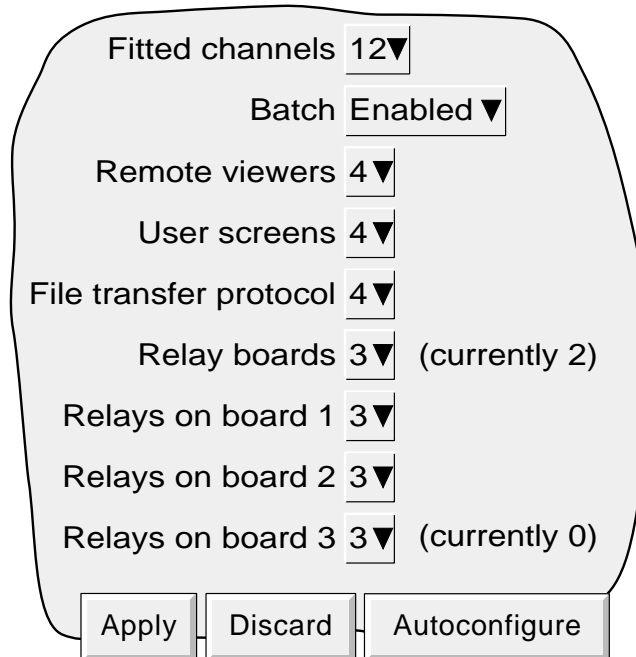 Fitted channels 12▼
Batch Enabled ▼
Remote viewers 4▼
User screens 4▼
File transfer protocol 4▼
Relay boards 3▼ (currently 2)
Relays on board 1 3▼
Relays on board 2 3▼
Relays on board 3 3▼ (currently 0)
Apply Discard Autoconfigure